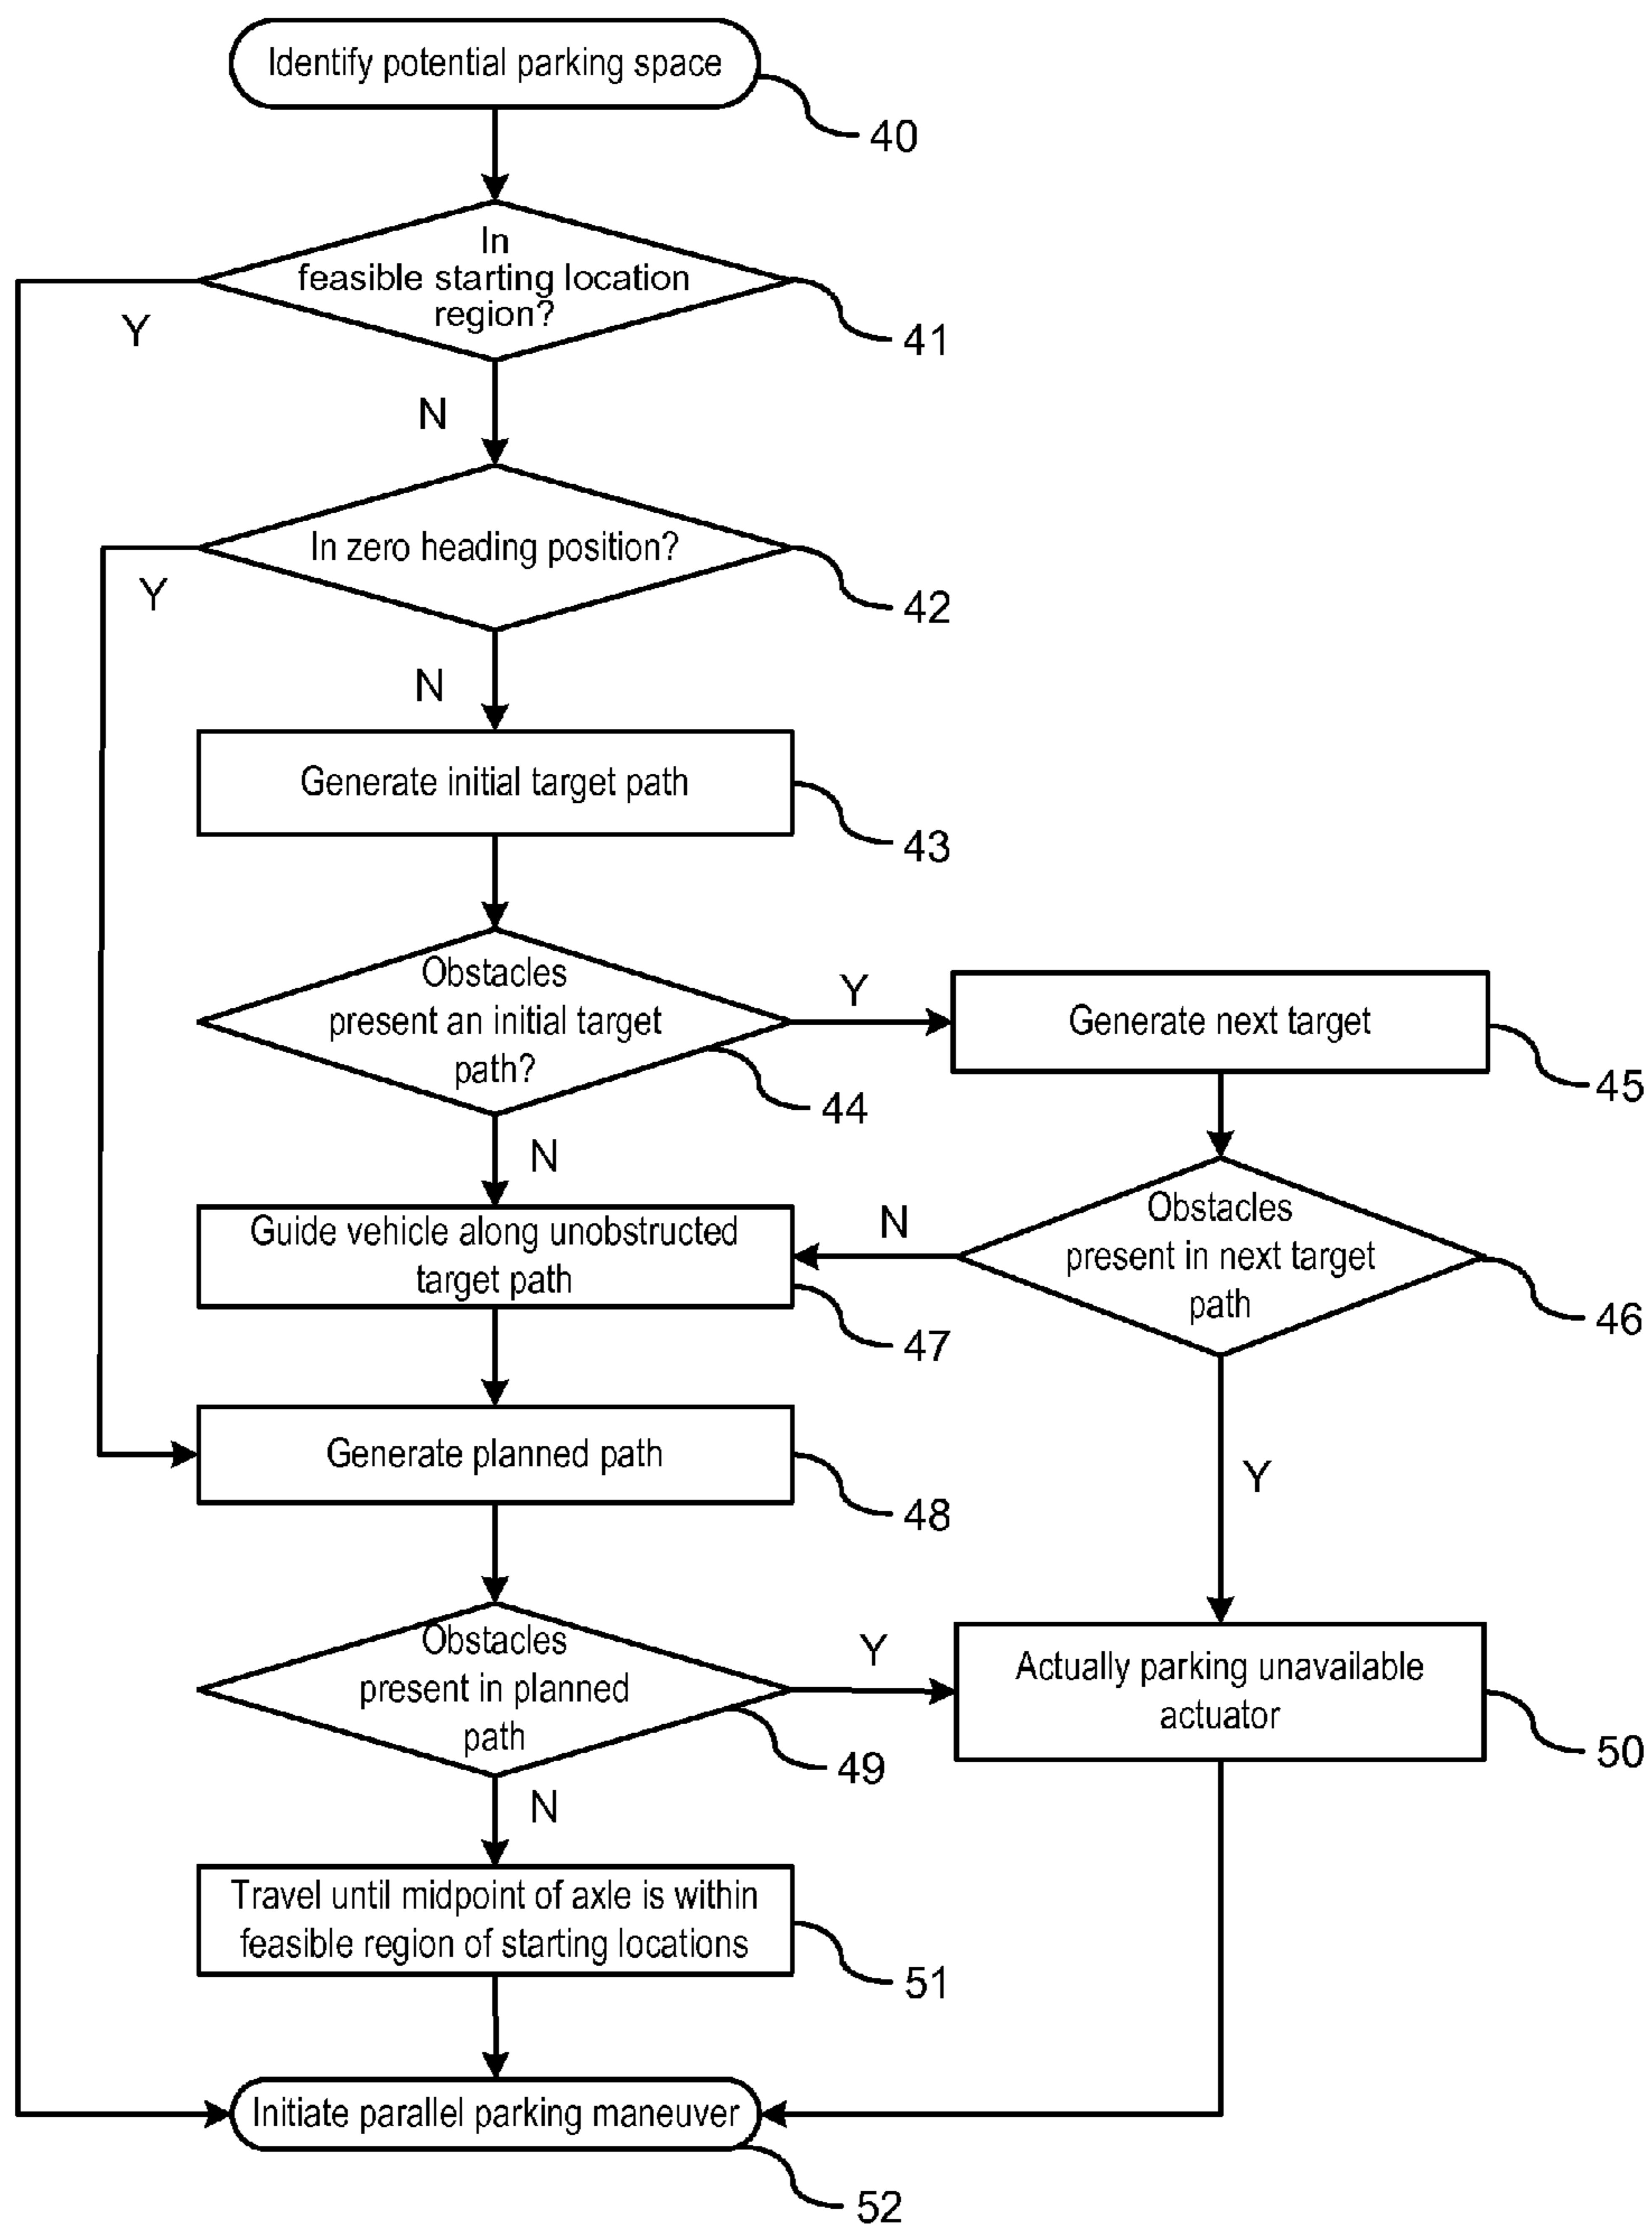 Identify potential parking space
40
In
feasible starting location
region?
41
Y
N
In zero heading position?
42
Y
N
Generate initial target path
43
Obstacles
present an initial target
path?
44
Y
Generate next target
45
N
Guide vehicle along unobstructed
target path
47
N
Obstacles
present in next target
path
46
Generate planned path
48
Y
Obstacles
present in planned
path
49
Y
Actually parking unavailable
actuator
50
N
Travel until midpoint of axle is within
feasible region of starting locations
51
Initiate parallel parking maneuver
52